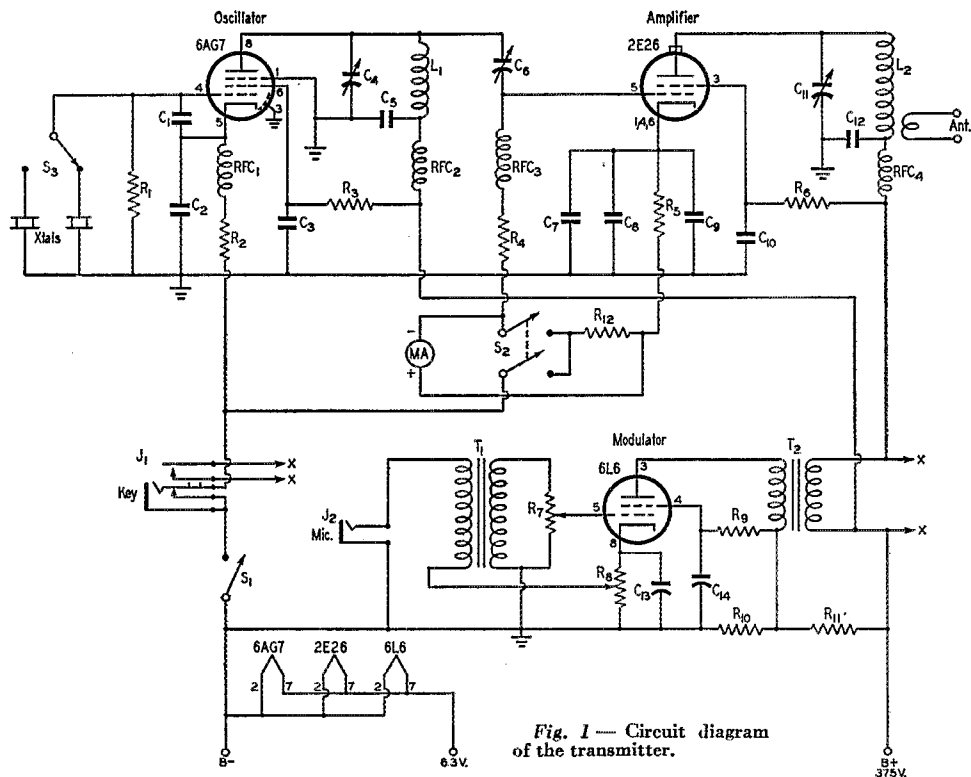 Oscillator
Amplifier
6AG7
8
2E26
1
6
3
4
5
C4
L1
C5
C6
5
3
1,4,6
C11
L2
C12
Ant.
S3
C1
RFC1
RFC2
RFC3
RFC4
R1
R3
R6
Xtals
C2
R2
C3
R4
C7
C8
R5
C9
C10
R12
-
MA
+
S2
J1
X
X
Key
T1
Modulator
T2
6L6
3
X
J2
Mic.
R7
5
4
R9
X
8
R8
C13
C14
S1
R10
R11
6AG7
2E26
6L6
2
7
2
7
2
7
Fig. 1 — Circuit diagram
of the transmitter.
B-
6.3V.
B+
375V.